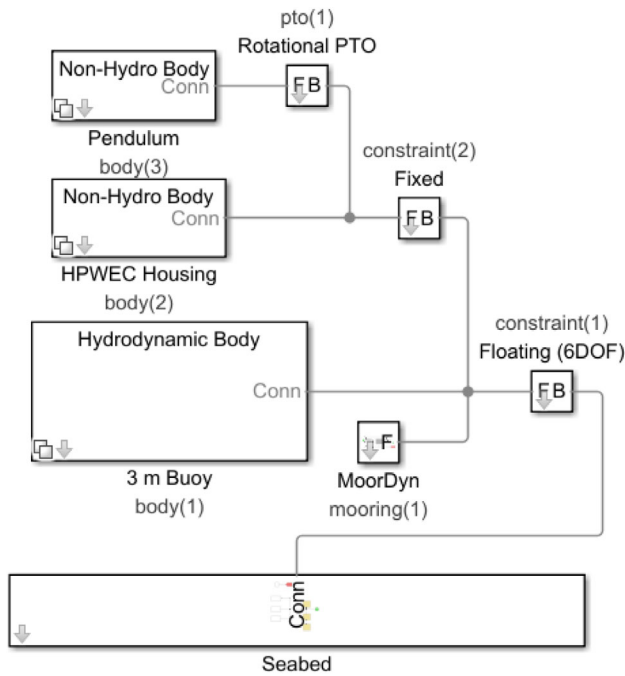 pto(1)
Rotational PTO
Non-Hydro Body
Conn
F B
Pendulum
body(3)
constraint(2)
Fixed
Non-Hydro Body
Conn
F B
HPWEC Housing
body(2)
constraint(1)
Floating (6DOF)
Hydrodynamic Body
Conn
F B
F
3 m Buoy
body(1)
MoorDyn
mooring(1)
Conn
Seabed